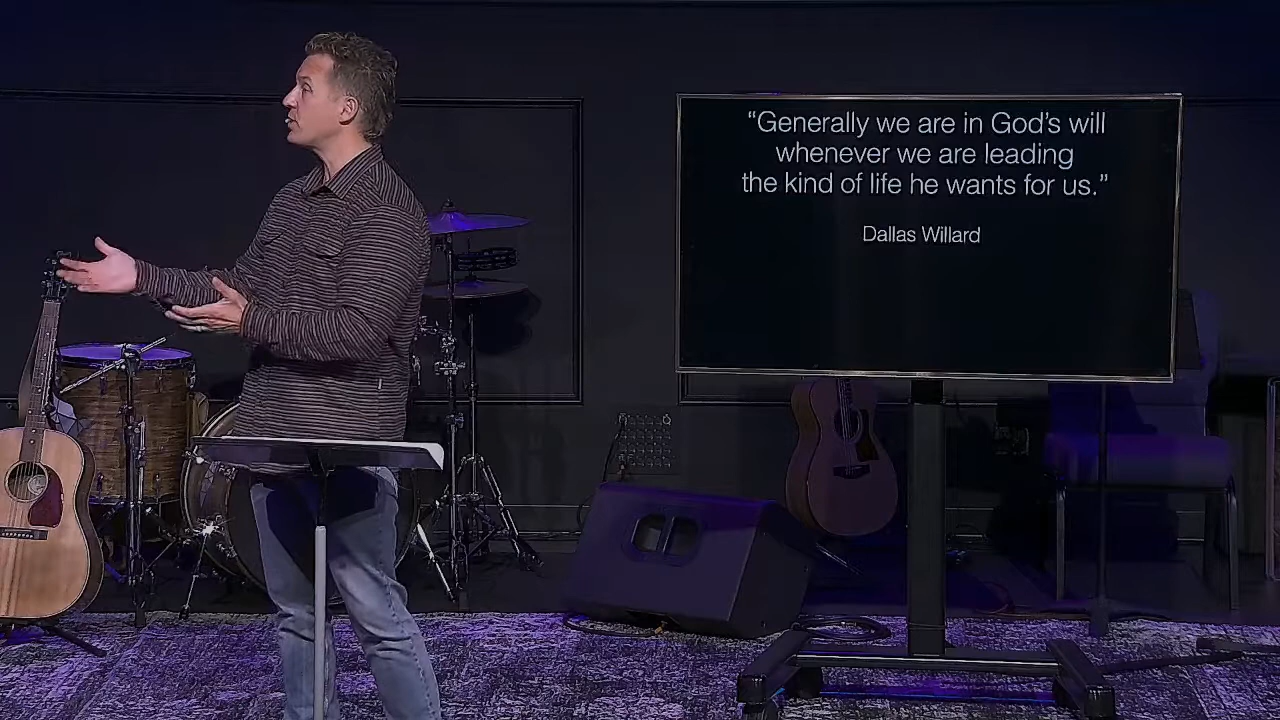 “Generally we are in God’s will
whenever we are leading
the kind of life he wants for us.”
Dallas Willard